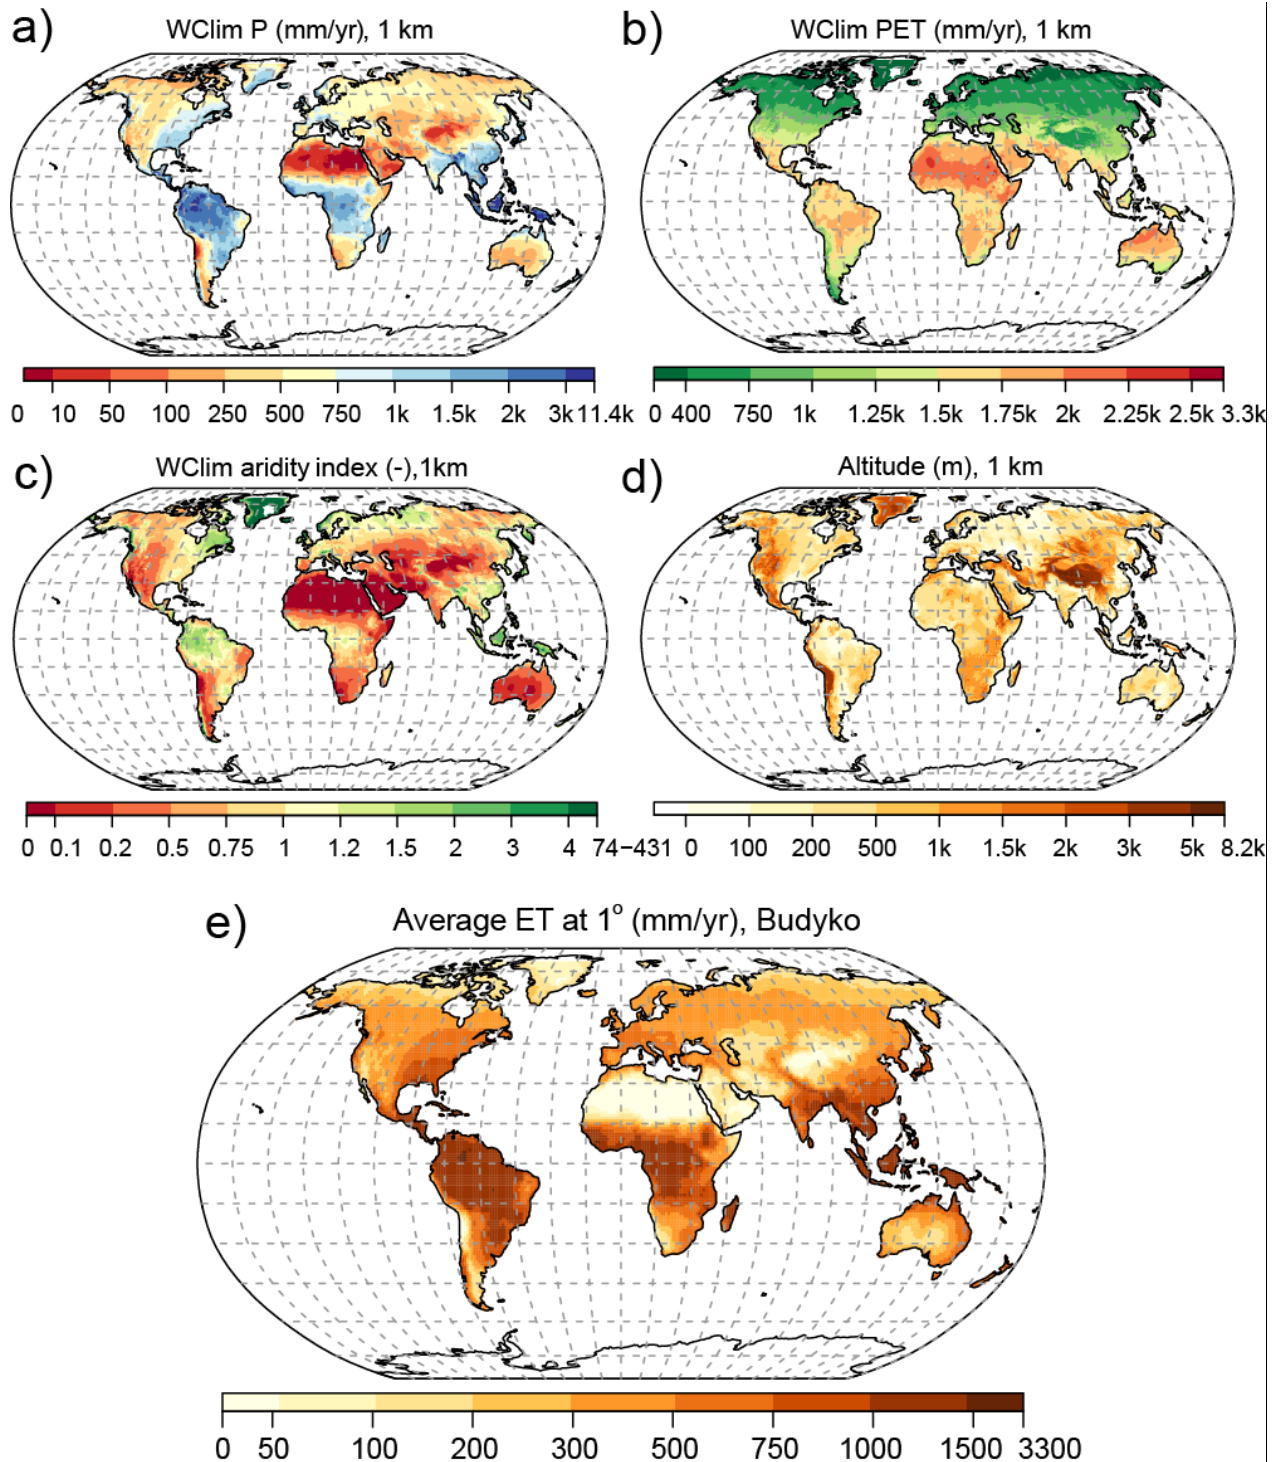 a)
WClim P (mm/yr), 1 km
0 10 50 100 250 500 750 1k 1.5k 2k 3k 11.4k
b)
WClim PET (mm/yr), 1 km
0 400 750 1k 1.25k 1.5k 1.75k 2k 2.25k 2.5k 3.3k
c)
WClim aridity index (-),1km
0 0.1 0.2 0.5 0.75 1 1.2 1.5 2 3 4 74
d)
Altitude (m), 1 km
−431 0 100 200 500 1k 1.5k 2k 3k 5k 8.2k
e)
Average ET at 1° (mm/yr), Budyko
0 50 100 200 300 500 750 1000 1500 3300